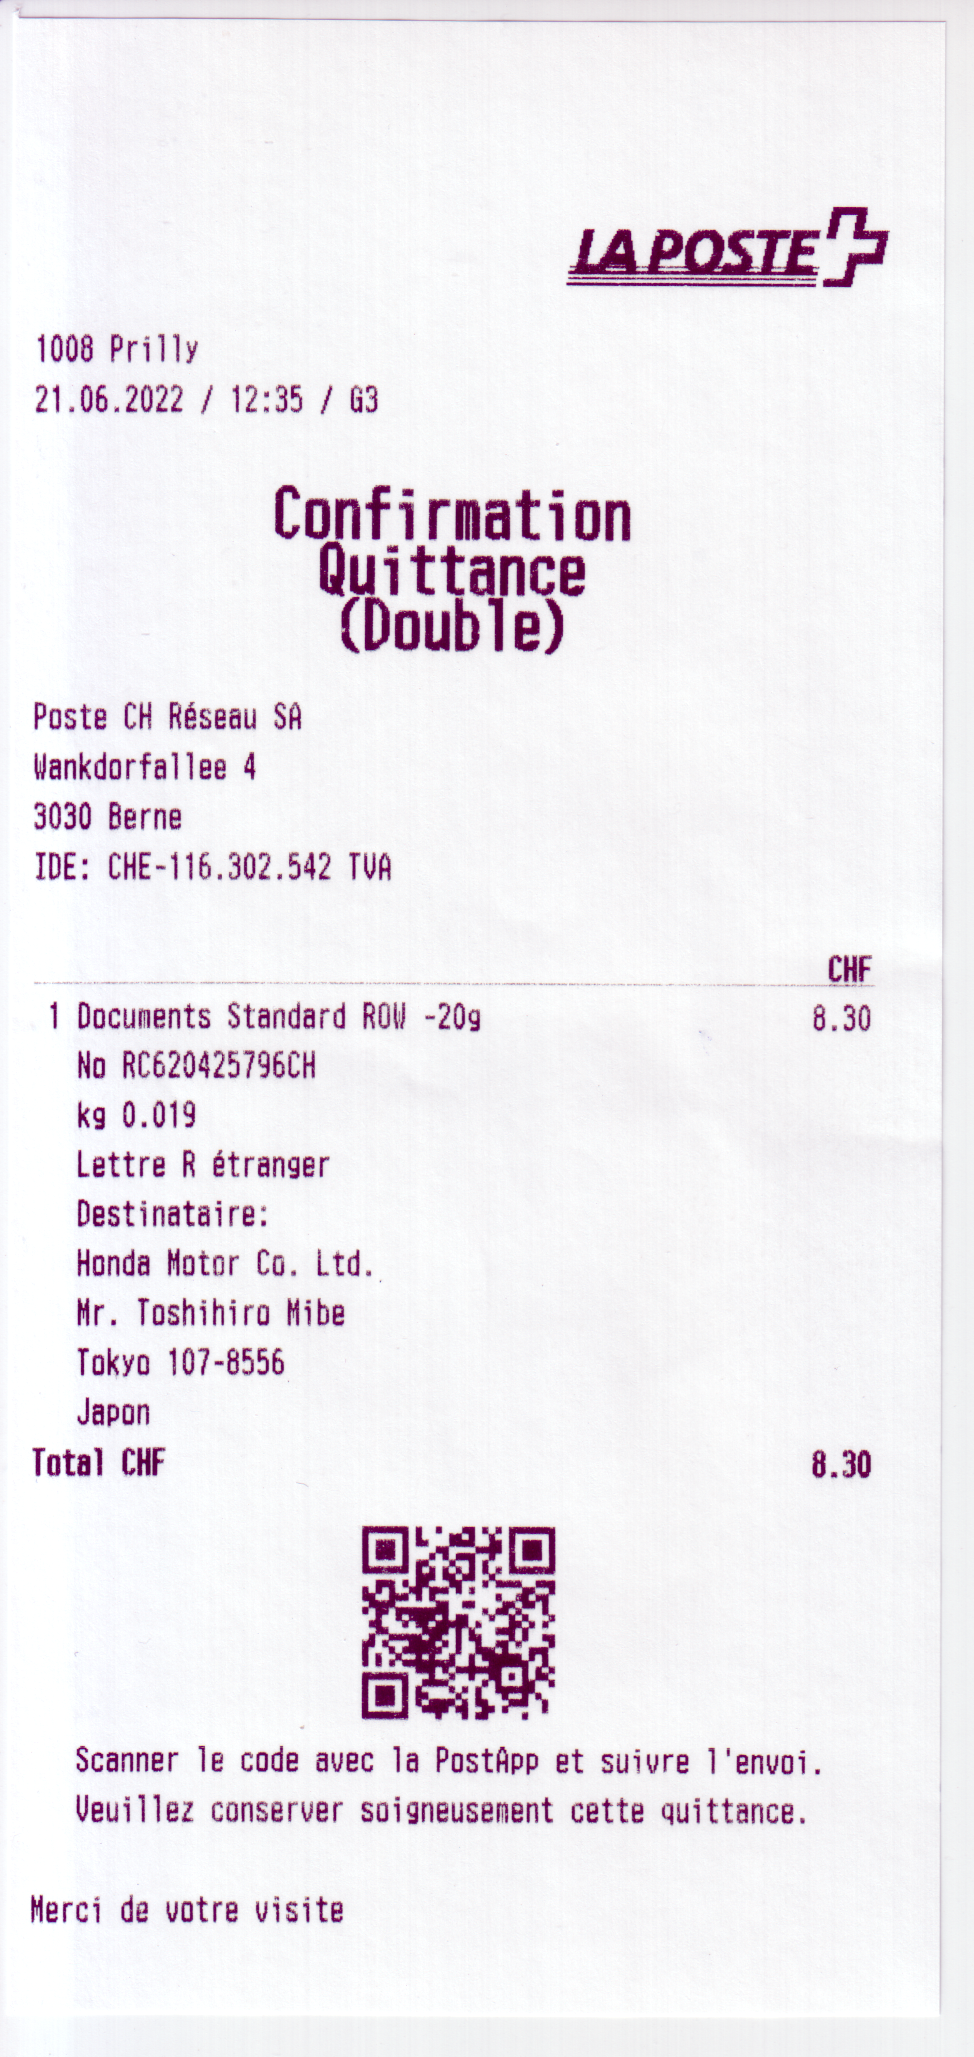 LA POSTE
1008 Prilly
21.06.2022 / 12:35 / G3
Confirmation
Quittance
(Double)
Poste CH Réseau SA
Wankdorfallee 4
3030 Berne
IDE: CHE-116.302.542 TVA
CHF
1 Documents Standard ROW -20g 8.30
No RC620425796CH
kg 0.019
Lettre R étranger
Destinataire:
Honda Motor Co. Ltd.
Mr. Toshihiro Mibe
Tokyo 107-8556
Japon
Total CHF 8.30
Scanner le code avec la PostApp et suivre l'envoi.
Veuillez conserver soigneusement cette quittance.
Merci de votre visite